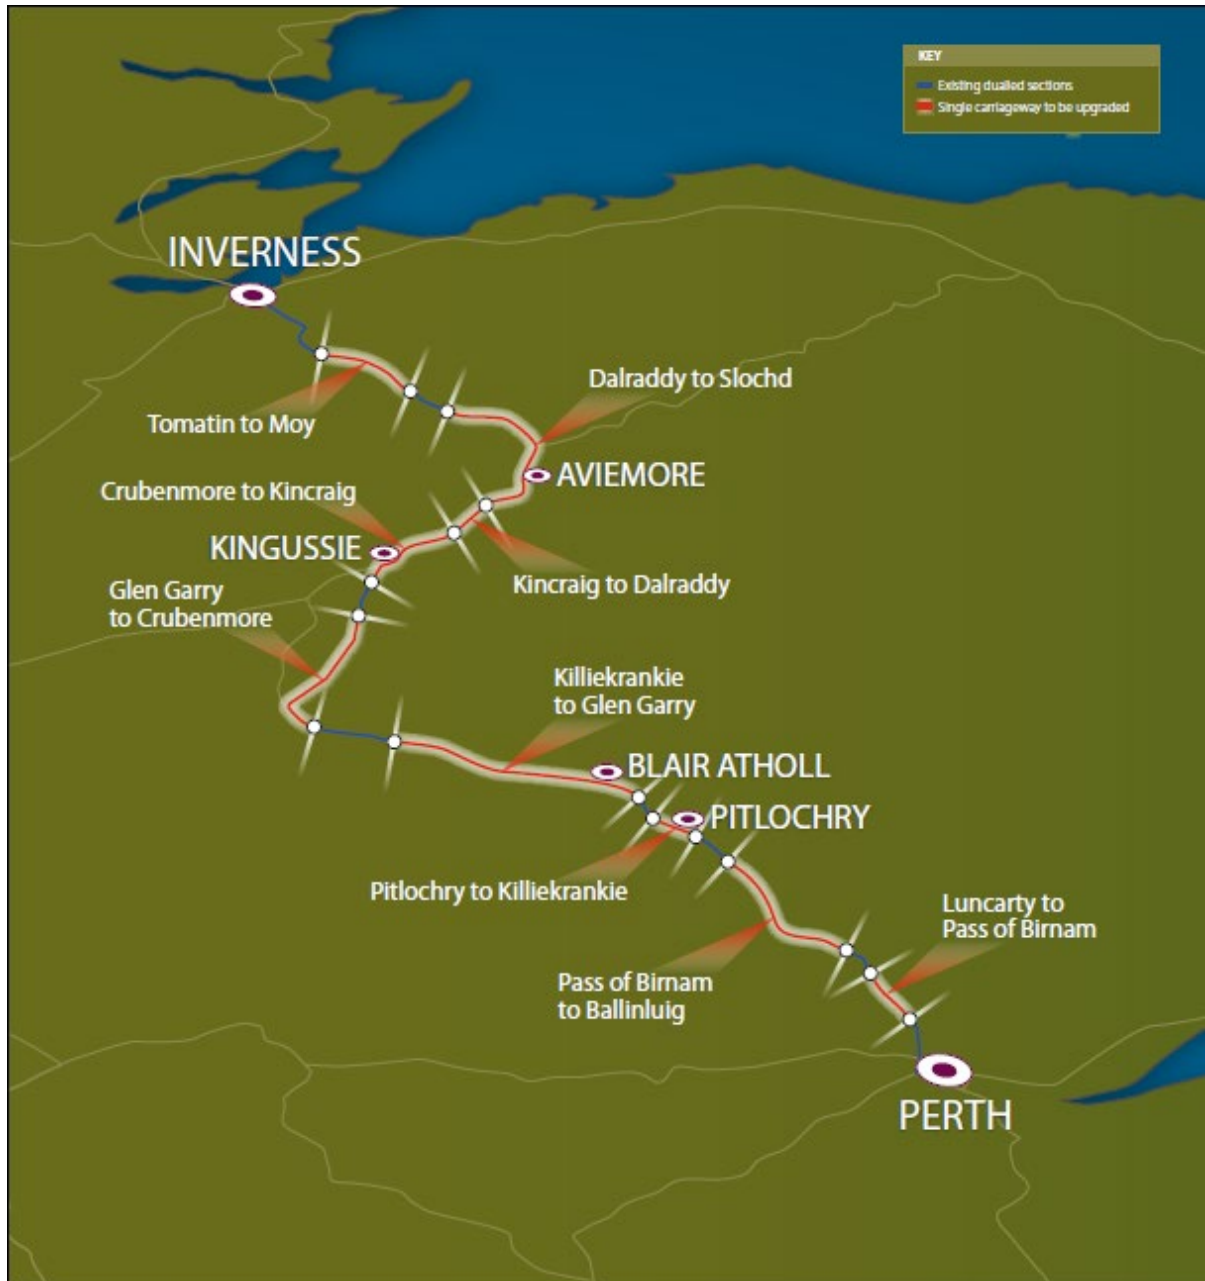 KEY
Existing dualled sections
Single carriageway to be upgraded
INVERNESS
Dalraddy to Slochd
Tomatin to Moy
AVIEMORE
Crubenmore to Kincraig
KINGUSSIE
Kincraig to Dalraddy
Glen Garry
to Crubenmore
Killiekrankie
to Glen Garry
BLAIR ATHOLL
PITLOCHRY
Pitlochry to Killiekrankie
Luncarty to
Pass of Birnam
Pass of Birnam
to Ballinluig
PERTH